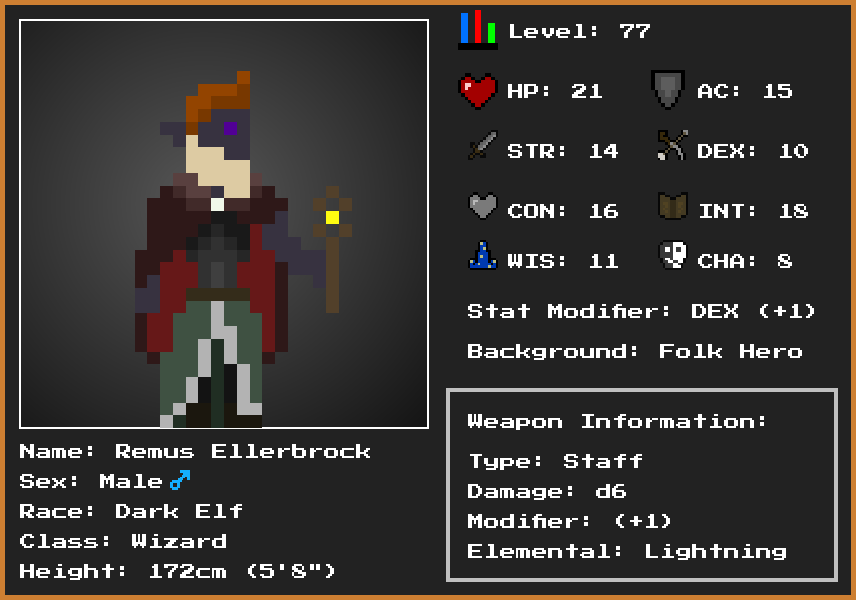 Level: 77
HP: 21
AC: 15
STR: 14
DEX: 10
CON: 16
INT: 18
WIS: 11
CHA: 8
Stat Modifier: DEX (+1)
Background: Folk Hero
Weapon Information:
Type: Staff
Damage: d6
Modifier: (+1)
Elemental: Lightning
Name: Remus Ellerbrock
Sex: Male♂
Race: Dark Elf
Class: Wizard
Height: 172cm (5'8")